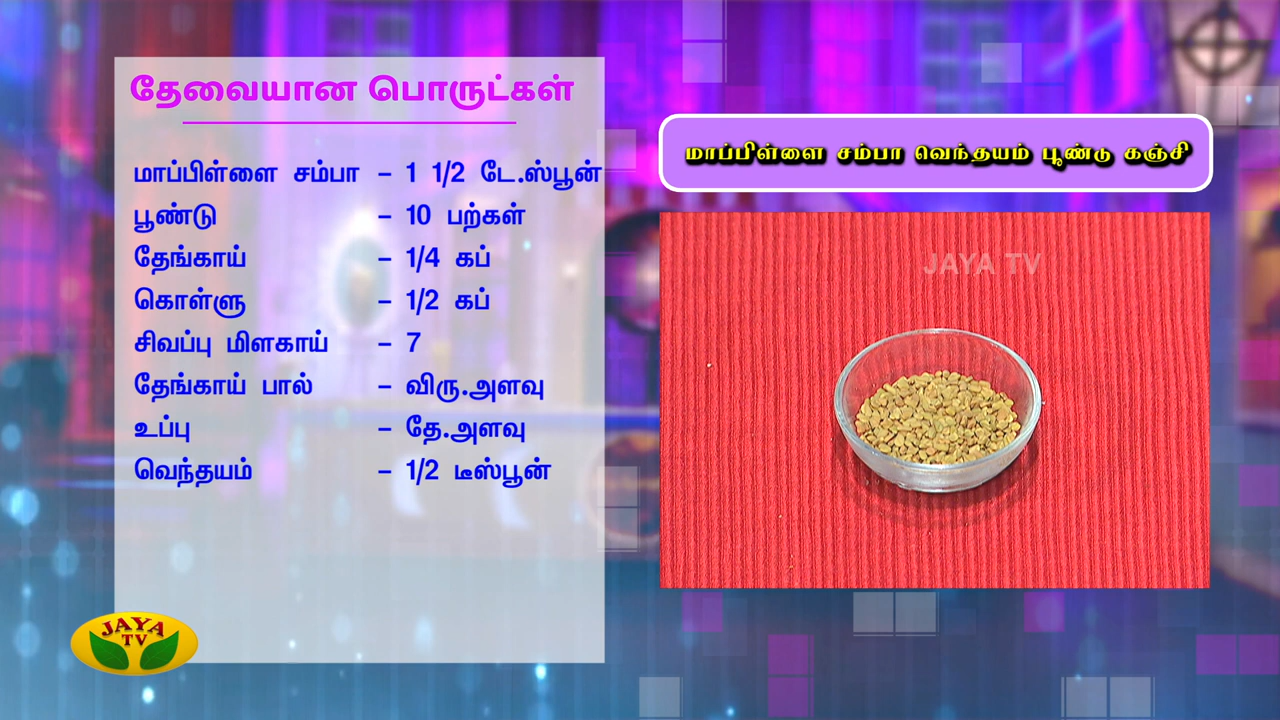 தேவையான பொருட்கள்
மாப்பிள்ளை சம்பா – 1 1/2 டே.ஸ்பூன்
பூண்டு – 10 பற்கள்
தேங்காய் – 1/4 கப்
கொள்ளு – 1/2 கப்
சிவப்பு மிளகாய் – 7
தேங்காய் பால் – விரு.அளவு
உப்பு – தே.அளவு
வெந்தயம் – 1/2 டீஸ்பூன்
மாப்பிள்ளை சம்பா வெந்தயம் பூண்டு கஞ்சி
JAYA TV
JAYA
TV